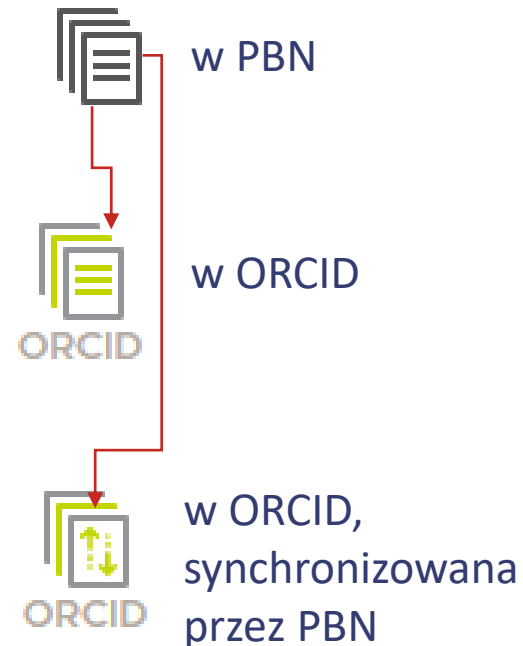 w PBN
w ORCID
ORCID
w ORCID,
synchronizowana
przez PBN
ORCID